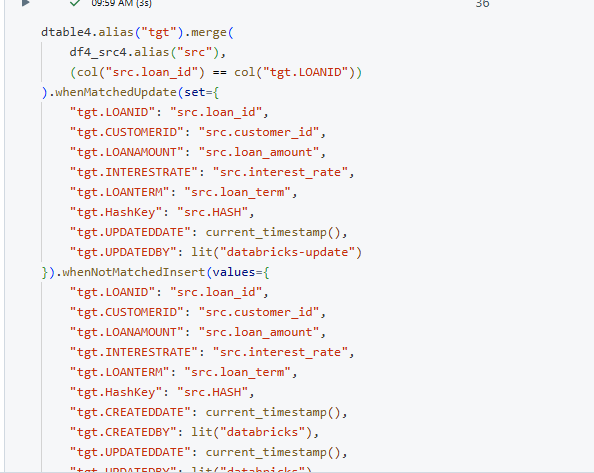 09:59 AM (3s)
36
dtable4.alias("tgt").merge(
    df4_src4.alias("src"),
    (col("src.loan_id") == col("tgt.LOANID"))
).whenMatchedUpdate(set={
    "tgt.LOANID": "src.loan_id",
    "tgt.CUSTOMERID": "src.customer_id",
    "tgt.LOANAMOUNT": "src.loan_amount",
    "tgt.INTERESTRATE": "src.interest_rate",
    "tgt.LOANTERM": "src.loan_term",
    "tgt.HashKey": "src.HASH",
    "tgt.UPDATEDDATE": current_timestamp(),
    "tgt.UPDATEDBY": lit("databricks-update")
}).whenNotMatchedInsert(values={
    "tgt.LOANID": "src.loan_id",
    "tgt.CUSTOMERID": "src.customer_id",
    "tgt.LOANAMOUNT": "src.loan_amount",
    "tgt.INTERESTRATE": "src.interest_rate",
    "tgt.LOANTERM": "src.loan_term",
    "tgt.HashKey": "src.HASH",
    "tgt.CREATEDDATE": current_timestamp(),
    "tgt.CREATEDBY": lit("databricks"),
    "tgt.UPDATEDDATE": current_timestamp(),
    "tgt.UPDATEDBY": lit("databricks")